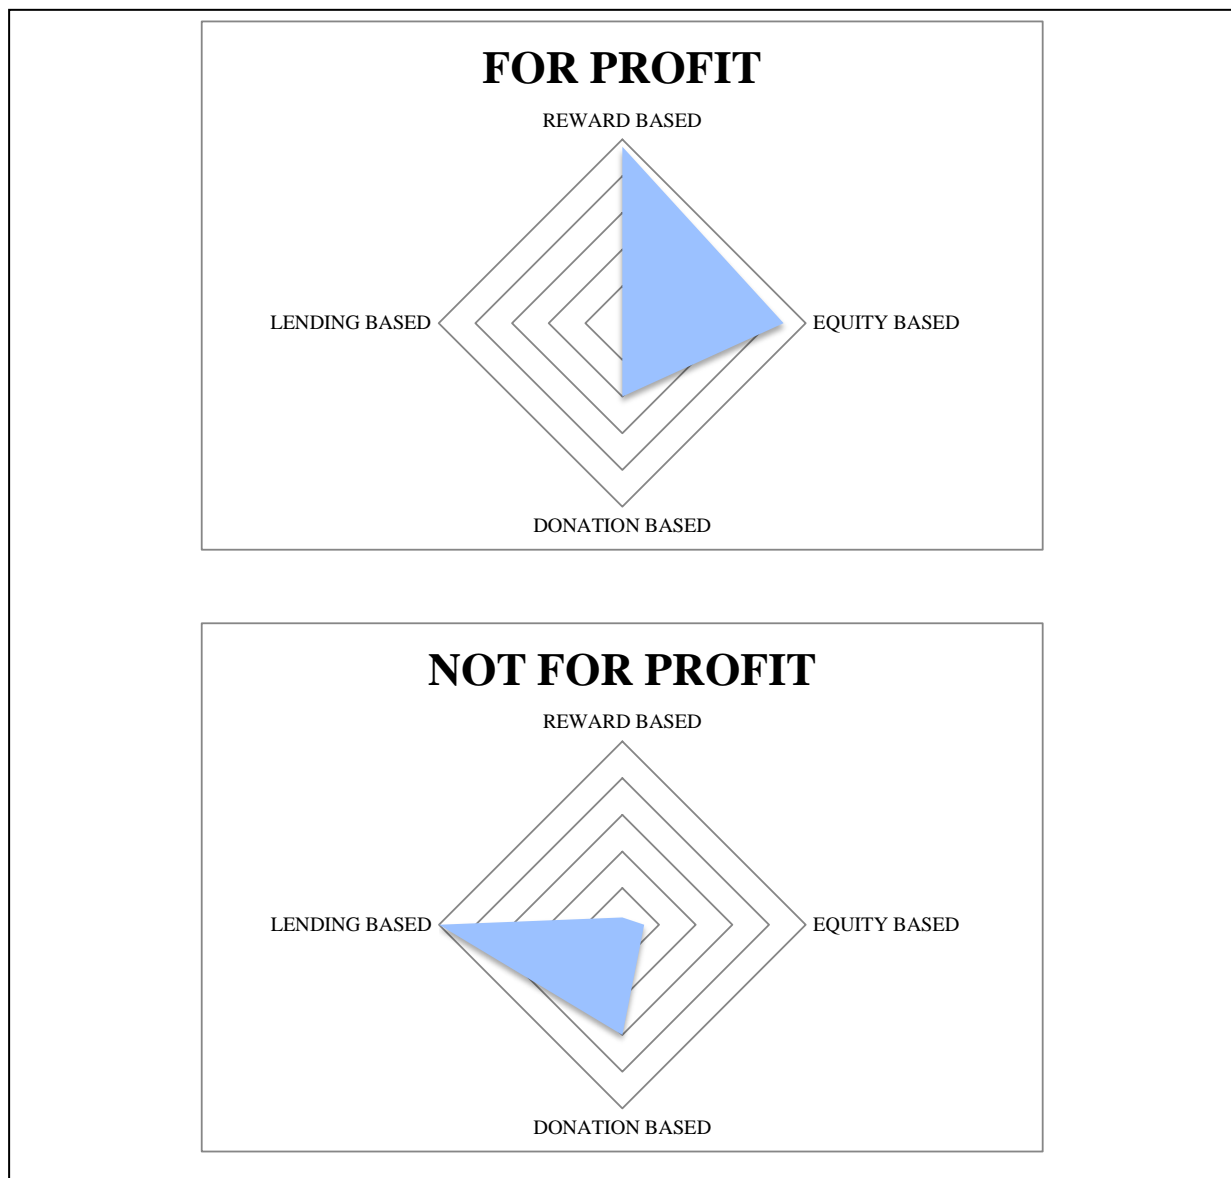 FOR PROFIT
REWARD BASED
LENDING BASED
EQUITY BASED
DONATION BASED
NOT FOR PROFIT
REWARD BASED
LENDING BASED
EQUITY BASED
DONATION BASED